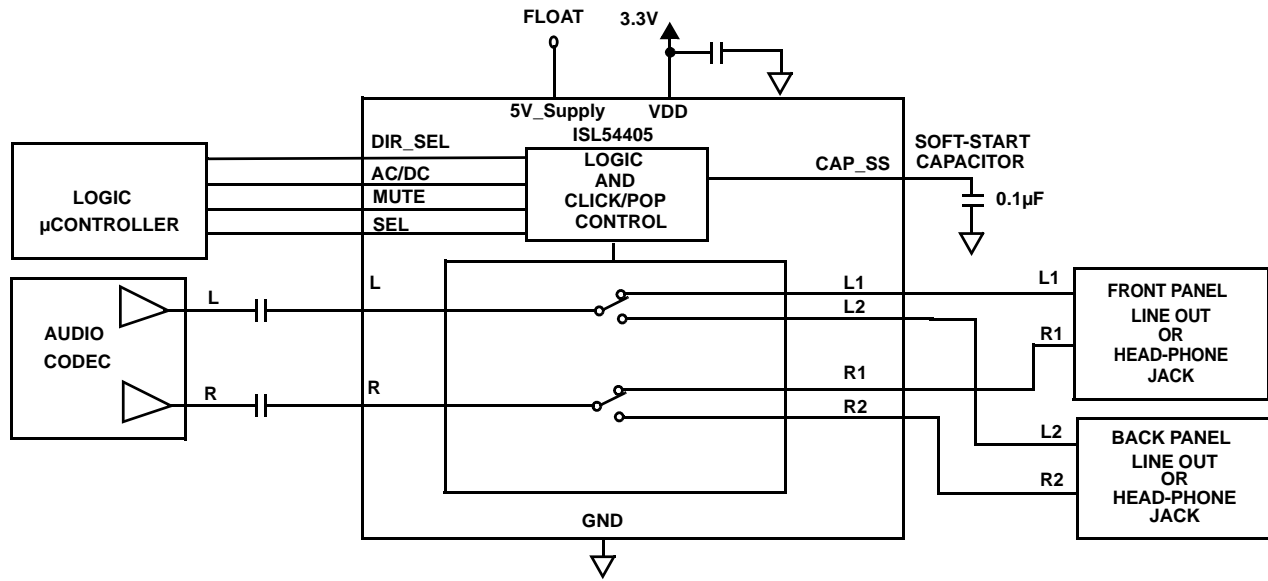 FLOAT
3.3V
5V_Supply
VDD
ISL54405
DIR_SEL
AC/DC
MUTE
SEL
LOGIC
AND
CLICK/POP
CONTROL
CAP_SS
SOFT-START
CAPACITOR
0.1µF
LOGIC
µCONTROLLER
AUDIO
CODEC
L
R
L
R
L1
L2
R1
R2
L1
R1
FRONT PANEL
LINE OUT
OR
HEAD-PHONE
JACK
L2
R2
BACK PANEL
LINE OUT
OR
HEAD-PHONE
JACK
GND